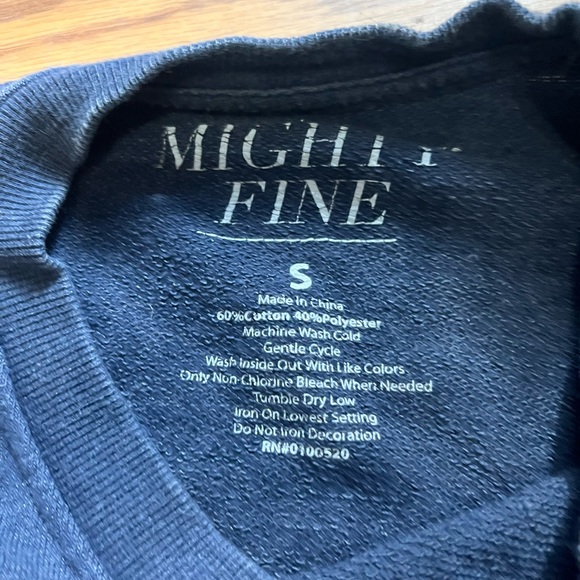 MIGHTY
FINE
S
Made In China
60%Cotton 40%Polyester
Machine Wash Cold
Gentle Cycle
Wash Inside Out With Like Colors
Only Non-Chlorine Bleach When Needed
Tumble Dry Low
Iron On Lowest Setting
Do Not Iron Decoration
RN#0100520